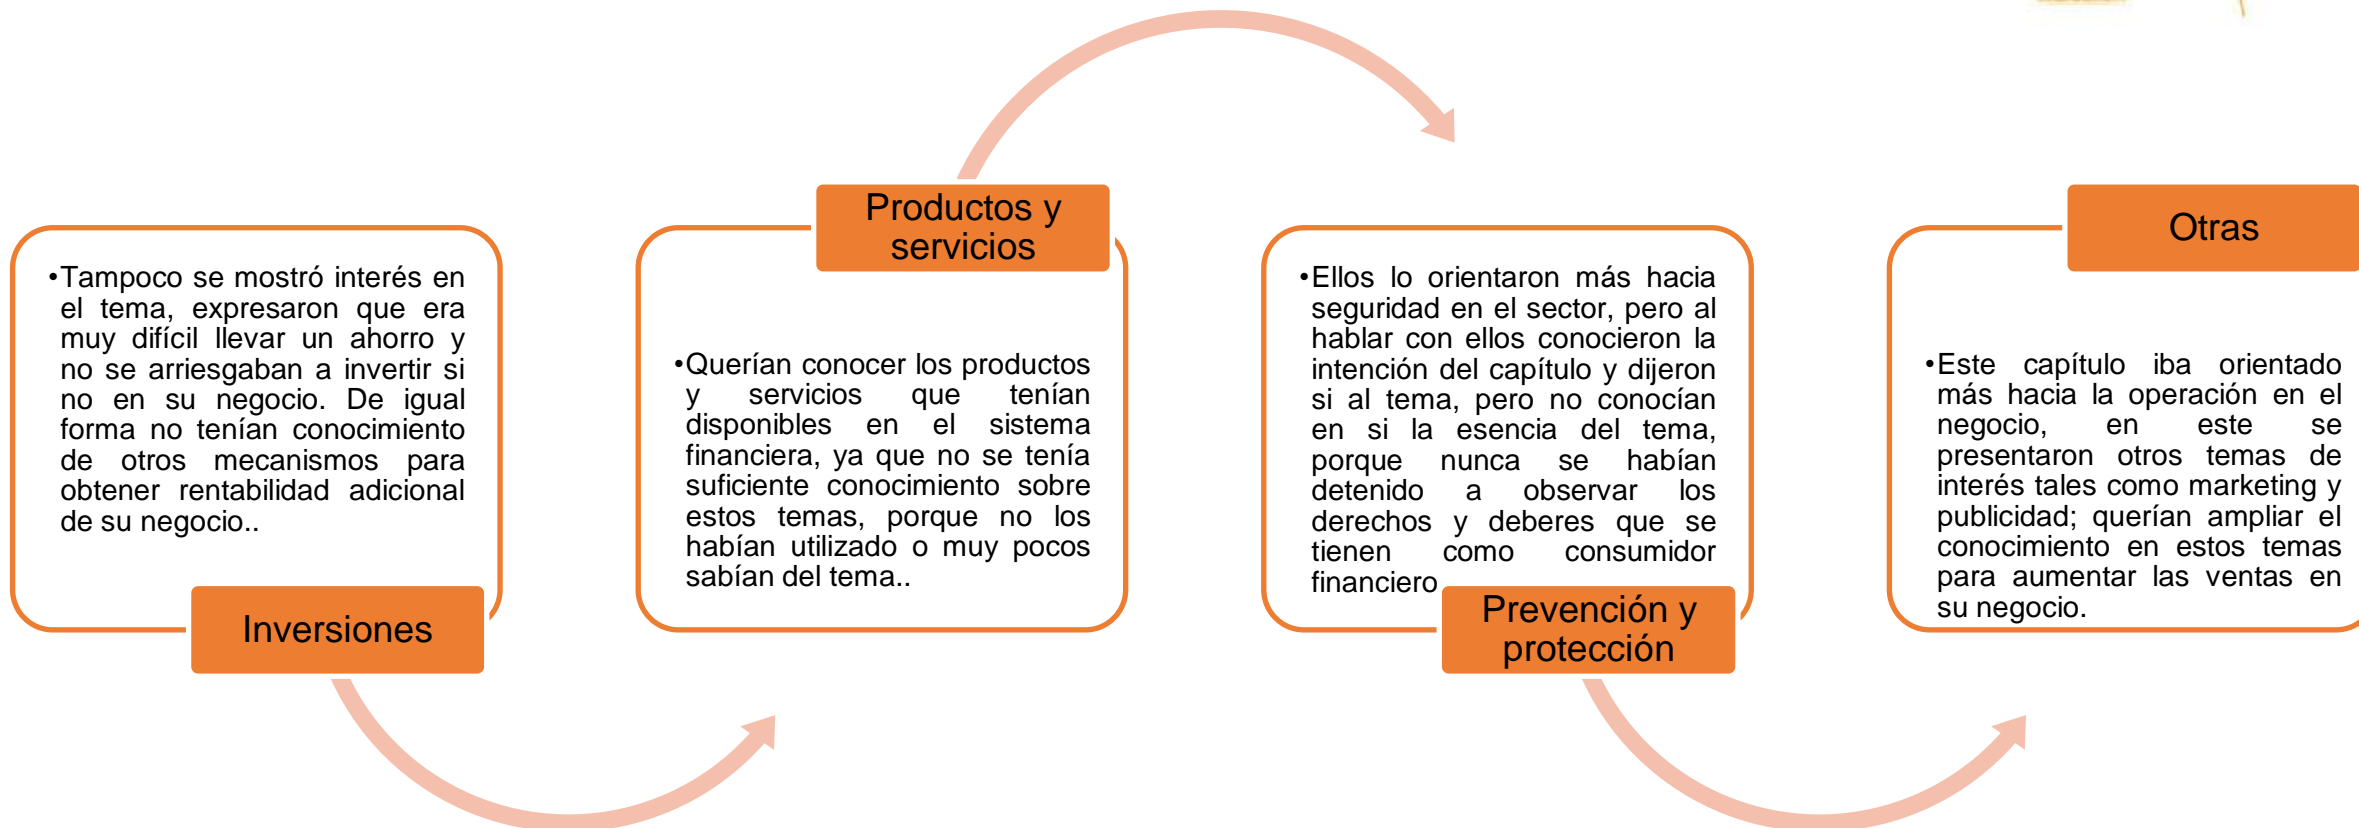 •Tampoco se mostró interés en
el tema, expresaron que era
muy difícil llevar un ahorro y
no se arriesgaban a invertir si
no en su negocio. De igual
forma no tenían conocimiento
de otros mecanismos para
obtener rentabilidad adicional
de su negocio..
Inversiones
Productos y
servicios
•Querían conocer los productos
y servicios que tenían
disponibles en el sistema
financiera, ya que no se tenía
suficiente conocimiento sobre
estos temas, porque no los
habían utilizado o muy pocos
sabían del tema..
•Ellos lo orientaron más hacia
seguridad en el sector, pero al
hablar con ellos conocieron la
intención del capítulo y dijeron
si al tema, pero no conocían
en si la esencia del tema,
porque nunca se habían
detenido a observar los
derechos y deberes que se
tienen como consumidor
financiero
Prevención y
protección
Otras
•Este capítulo iba orientado
más hacia la operación en el
negocio, en este se
presentaron otros temas de
interés tales como marketing y
publicidad; querían ampliar el
conocimiento en estos temas
para aumentar las ventas en
su negocio.